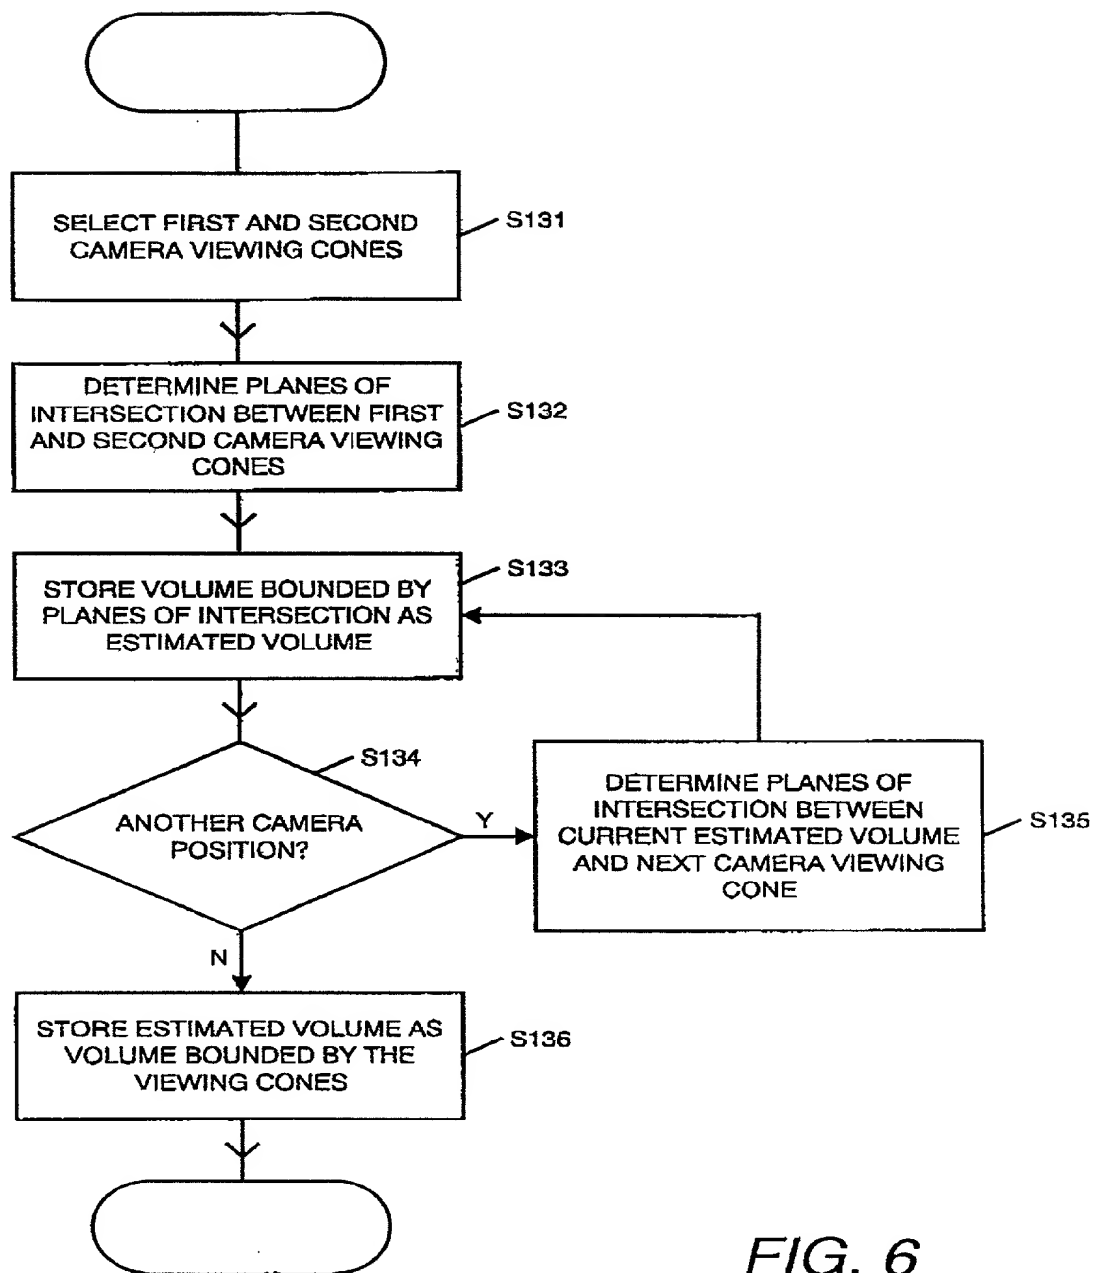 SELECT FIRST AND SECOND
CAMERA VIEWING CONES
S131
DETERMINE PLANES OF
INTERSECTION BETWEEN FIRST
AND SECOND CAMERA VIEWING
CONES
S132
STORE VOLUME BOUNDED BY
PLANES OF INTERSECTION AS
ESTIMATED VOLUME
S133
ANOTHER CAMERA
POSITION?
S134
Y
DETERMINE PLANES OF
INTERSECTION BETWEEN
CURRENT ESTIMATED VOLUME
AND NEXT CAMERA VIEWING
CONE
S135
N
STORE ESTIMATED VOLUME AS
VOLUME BOUNDED BY THE
VIEWING CONES
S136
FIG. 6